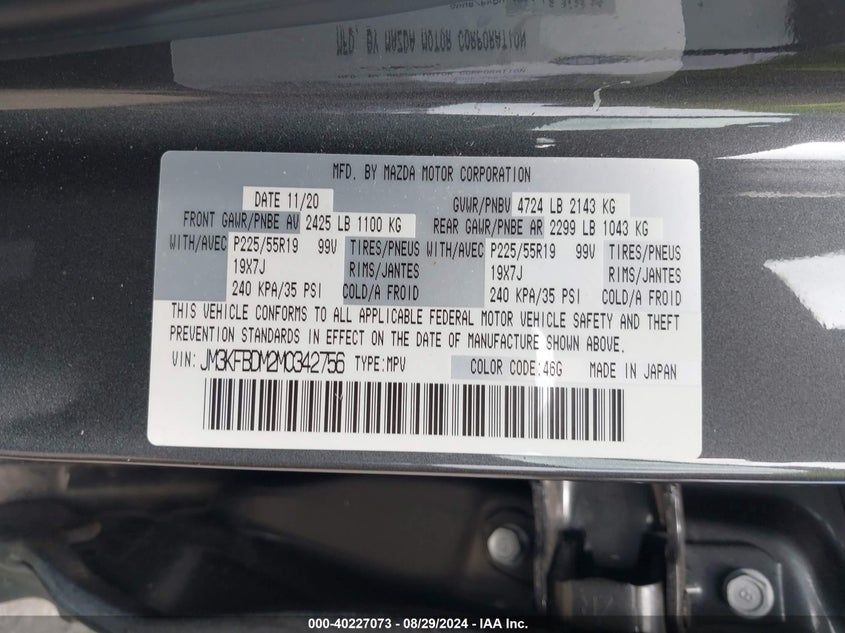 MFD. BY MAZDA MOTOR CORPORATION
MFD. BY MAZDA MOTOR CORPORATION
DATE 11/20 GVWR/PNBV 4724 LB 2143 KG
FRONT GAWR/PNBE AV 2425 LB 1100 KG REAR GAWR/PNBE AR 2299 LB 1043 KG
WITH/AVEC P225/55R19 99V TIRES/PNEUS WITH/AVEC P225/55R19 99V TIRES/PNEUS
19X7J RIMS/JANTES 19X7J RIMS/JANTES
240 KPA/35 PSI COLD/A FROID 240 KPA/35 PSI COLD/A FROID
THIS VEHICLE CONFORMS TO ALL APPLICABLE FEDERAL MOTOR VEHICLE SAFETY AND THEFT
PREVENTION STANDARDS IN EFFECT ON THE DATE OF MANUFACTURE SHOWN ABOVE.
VIN: JM3KFBDM2M0342756 TYPE:MPV COLOR CODE:46G MADE IN JAPAN
000-40227073 - 08/29/2024 - IAA Inc.